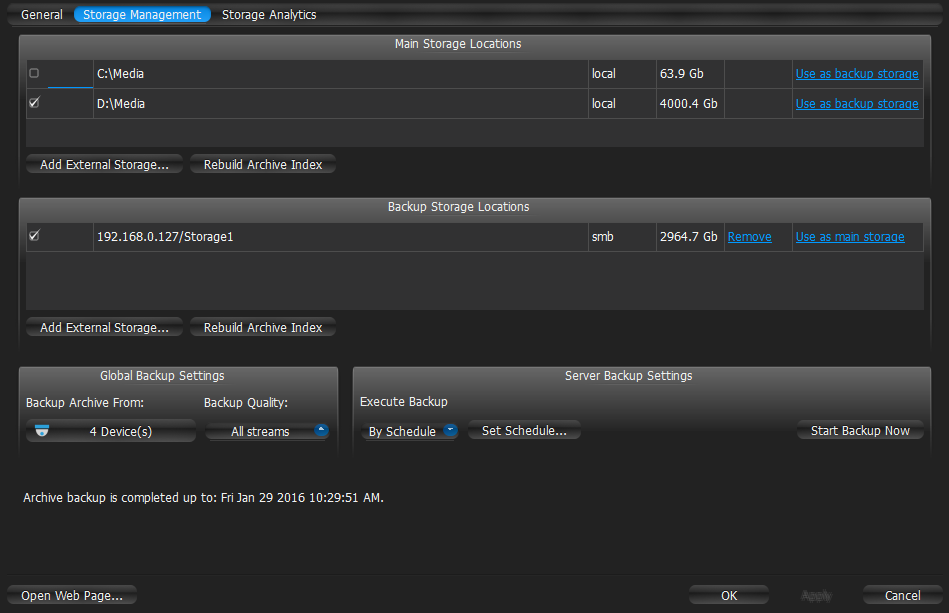 General Storage Management Storage Analytics
Main Storage Locations
C:\Media local 63.9 Gb Use as backup storage
D:\Media local 4000.4 Gb Use as backup storage
Add External Storage... Rebuild Archive Index
Backup Storage Locations
192.168.0.127/Storage1 smb 2964.7 Gb Remove Use as main storage
Add External Storage... Rebuild Archive Index
Global Backup Settings
Backup Archive From: Backup Quality:
4 Device(s) All streams
Server Backup Settings
Execute Backup
By Schedule Set Schedule... Start Backup Now
Archive backup is completed up to: Fri Jan 29 2016 10:29:51 AM.
Open Web Page... OK Apply Cancel